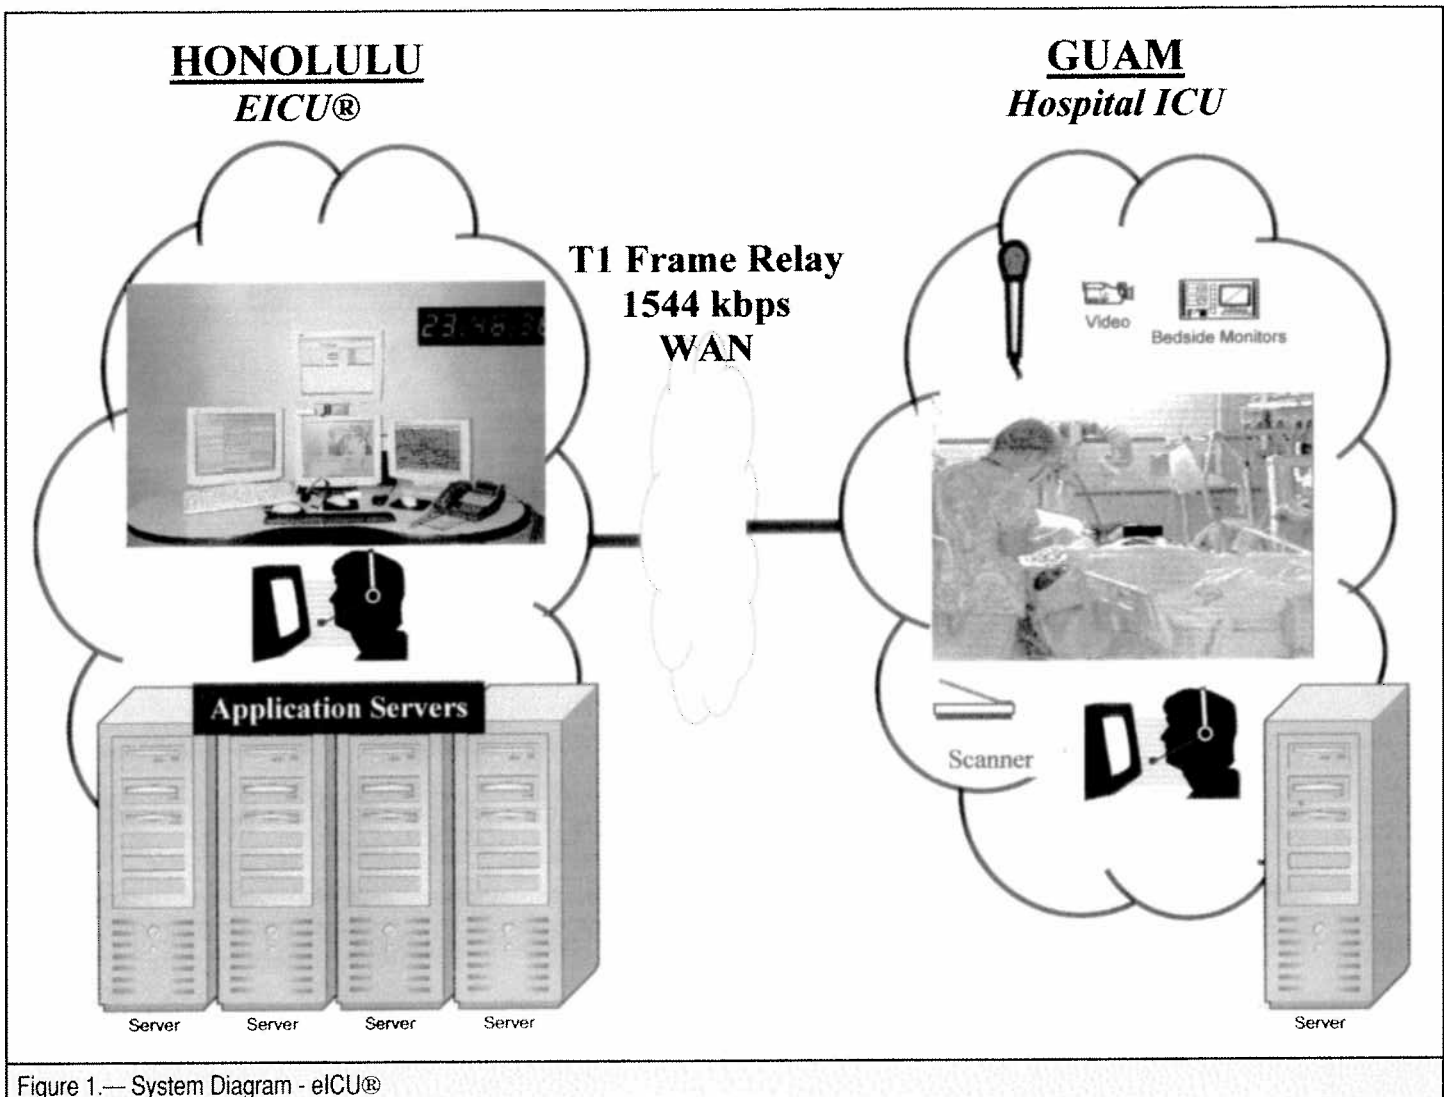 HONOLULU
EICU®
GUAM
Hospital ICU
T1 Frame Relay
1544 kbps
WAN
Video
Bedside Monitors
Application Servers
Scanner
Server
Server
Server
Server
Server
Figure 1.— System Diagram - eICU®